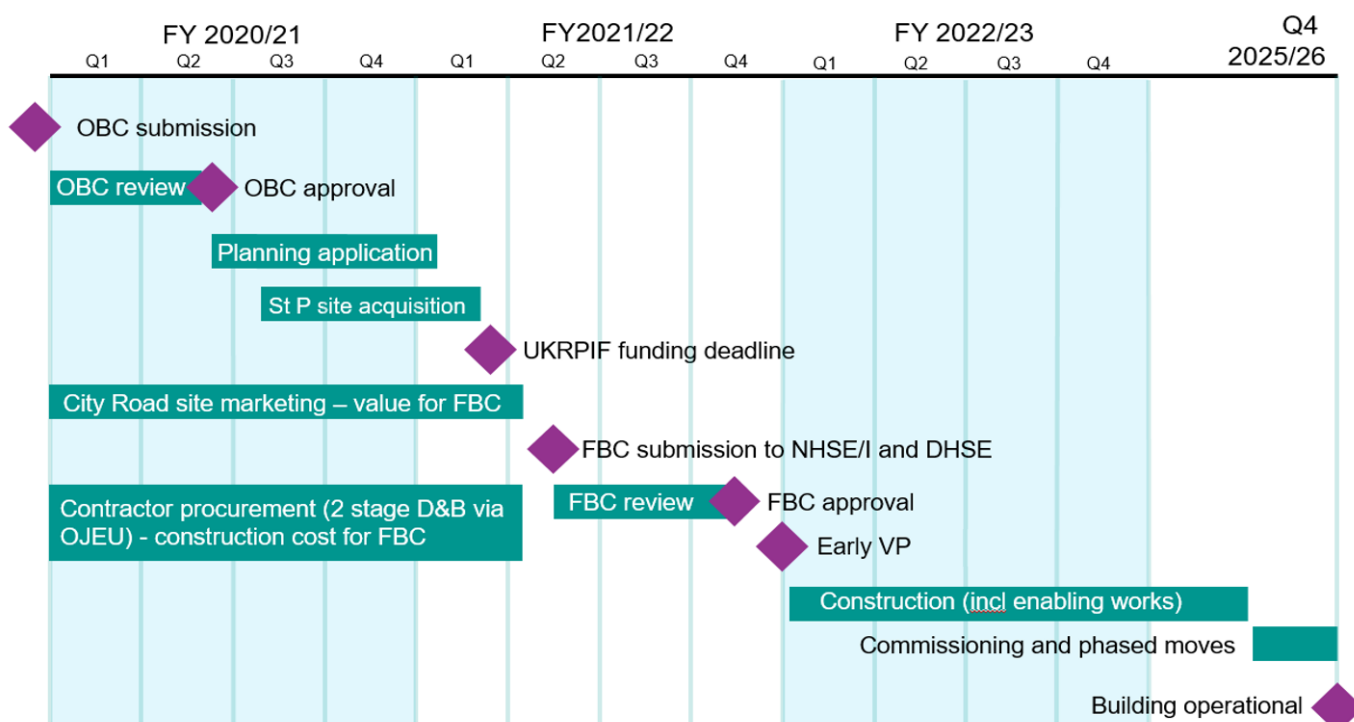 FY 2020/21
FY2021/22
FY 2022/23
Q4
2025/26
Q1
Q2
Q3
Q4
Q1
Q2
Q3
Q4
Q1
Q2
Q3
Q4
OBC submission
OBC review
OBC approval
Planning application
St P site acquisition
UKRPIF funding deadline
City Road site marketing – value for FBC
FBC submission to NHSE/I and DHSE
Contractor procurement (2 stage D&B via
OJEU) - construction cost for FBC
FBC review
FBC approval
Early VP
Construction (incl enabling works)
Commissioning and phased moves
Building operational